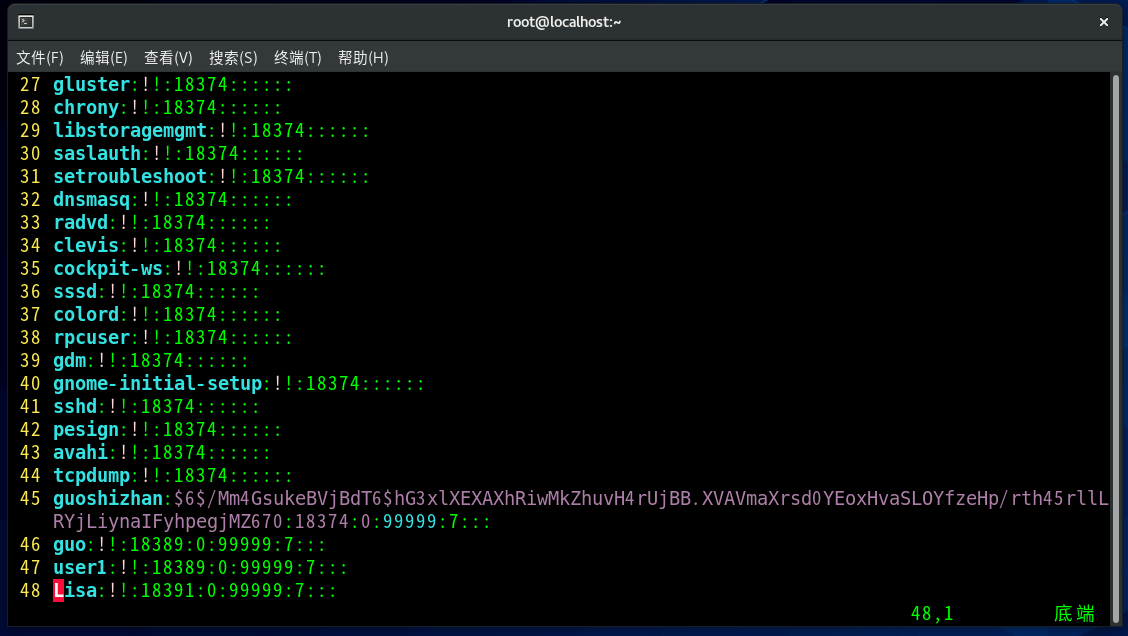 root@localhost:~
文件(F) 编辑(E) 查看(V) 搜索(S) 终端(T) 帮助(H)
27 gluster:!!:18374::::::
28 chrony:!!:18374::::::
29 libstoragemgmt:!!:18374::::::
30 saslauth:!!:18374::::::
31 setroubleshoot:!!:18374::::::
32 dnsmasq:!!:18374::::::
33 radvd:!!:18374::::::
34 clevis:!!:18374::::::
35 cockpit-ws:!!:18374::::::
36 sssd:!!:18374::::::
37 colord:!!:18374::::::
38 rpcuser:!!:18374::::::
39 gdm:!!:18374::::::
40 gnome-initial-setup:!!:18374::::::
41 sshd:!!:18374::::::
42 pesign:!!:18374::::::
43 avahi:!!:18374::::::
44 tcpdump:!!:18374::::::
45 guoshizhan:$6$/Mm4GsukeBVjBdT6$hG3xlXEXAXhRiwMkZhuvH4rUjBB.XVAVmaXrsd0YEoxHvaSLOYfzeHp/rth45rllL
RYjLiynaIFyhpegjMZ670:18374:0:99999:7:::
46 guo:!!:18389:0:99999:7:::
47 user1:!!:18389:0:99999:7:::
48 Lisa:!!:18391:0:99999:7:::
48,1 底端